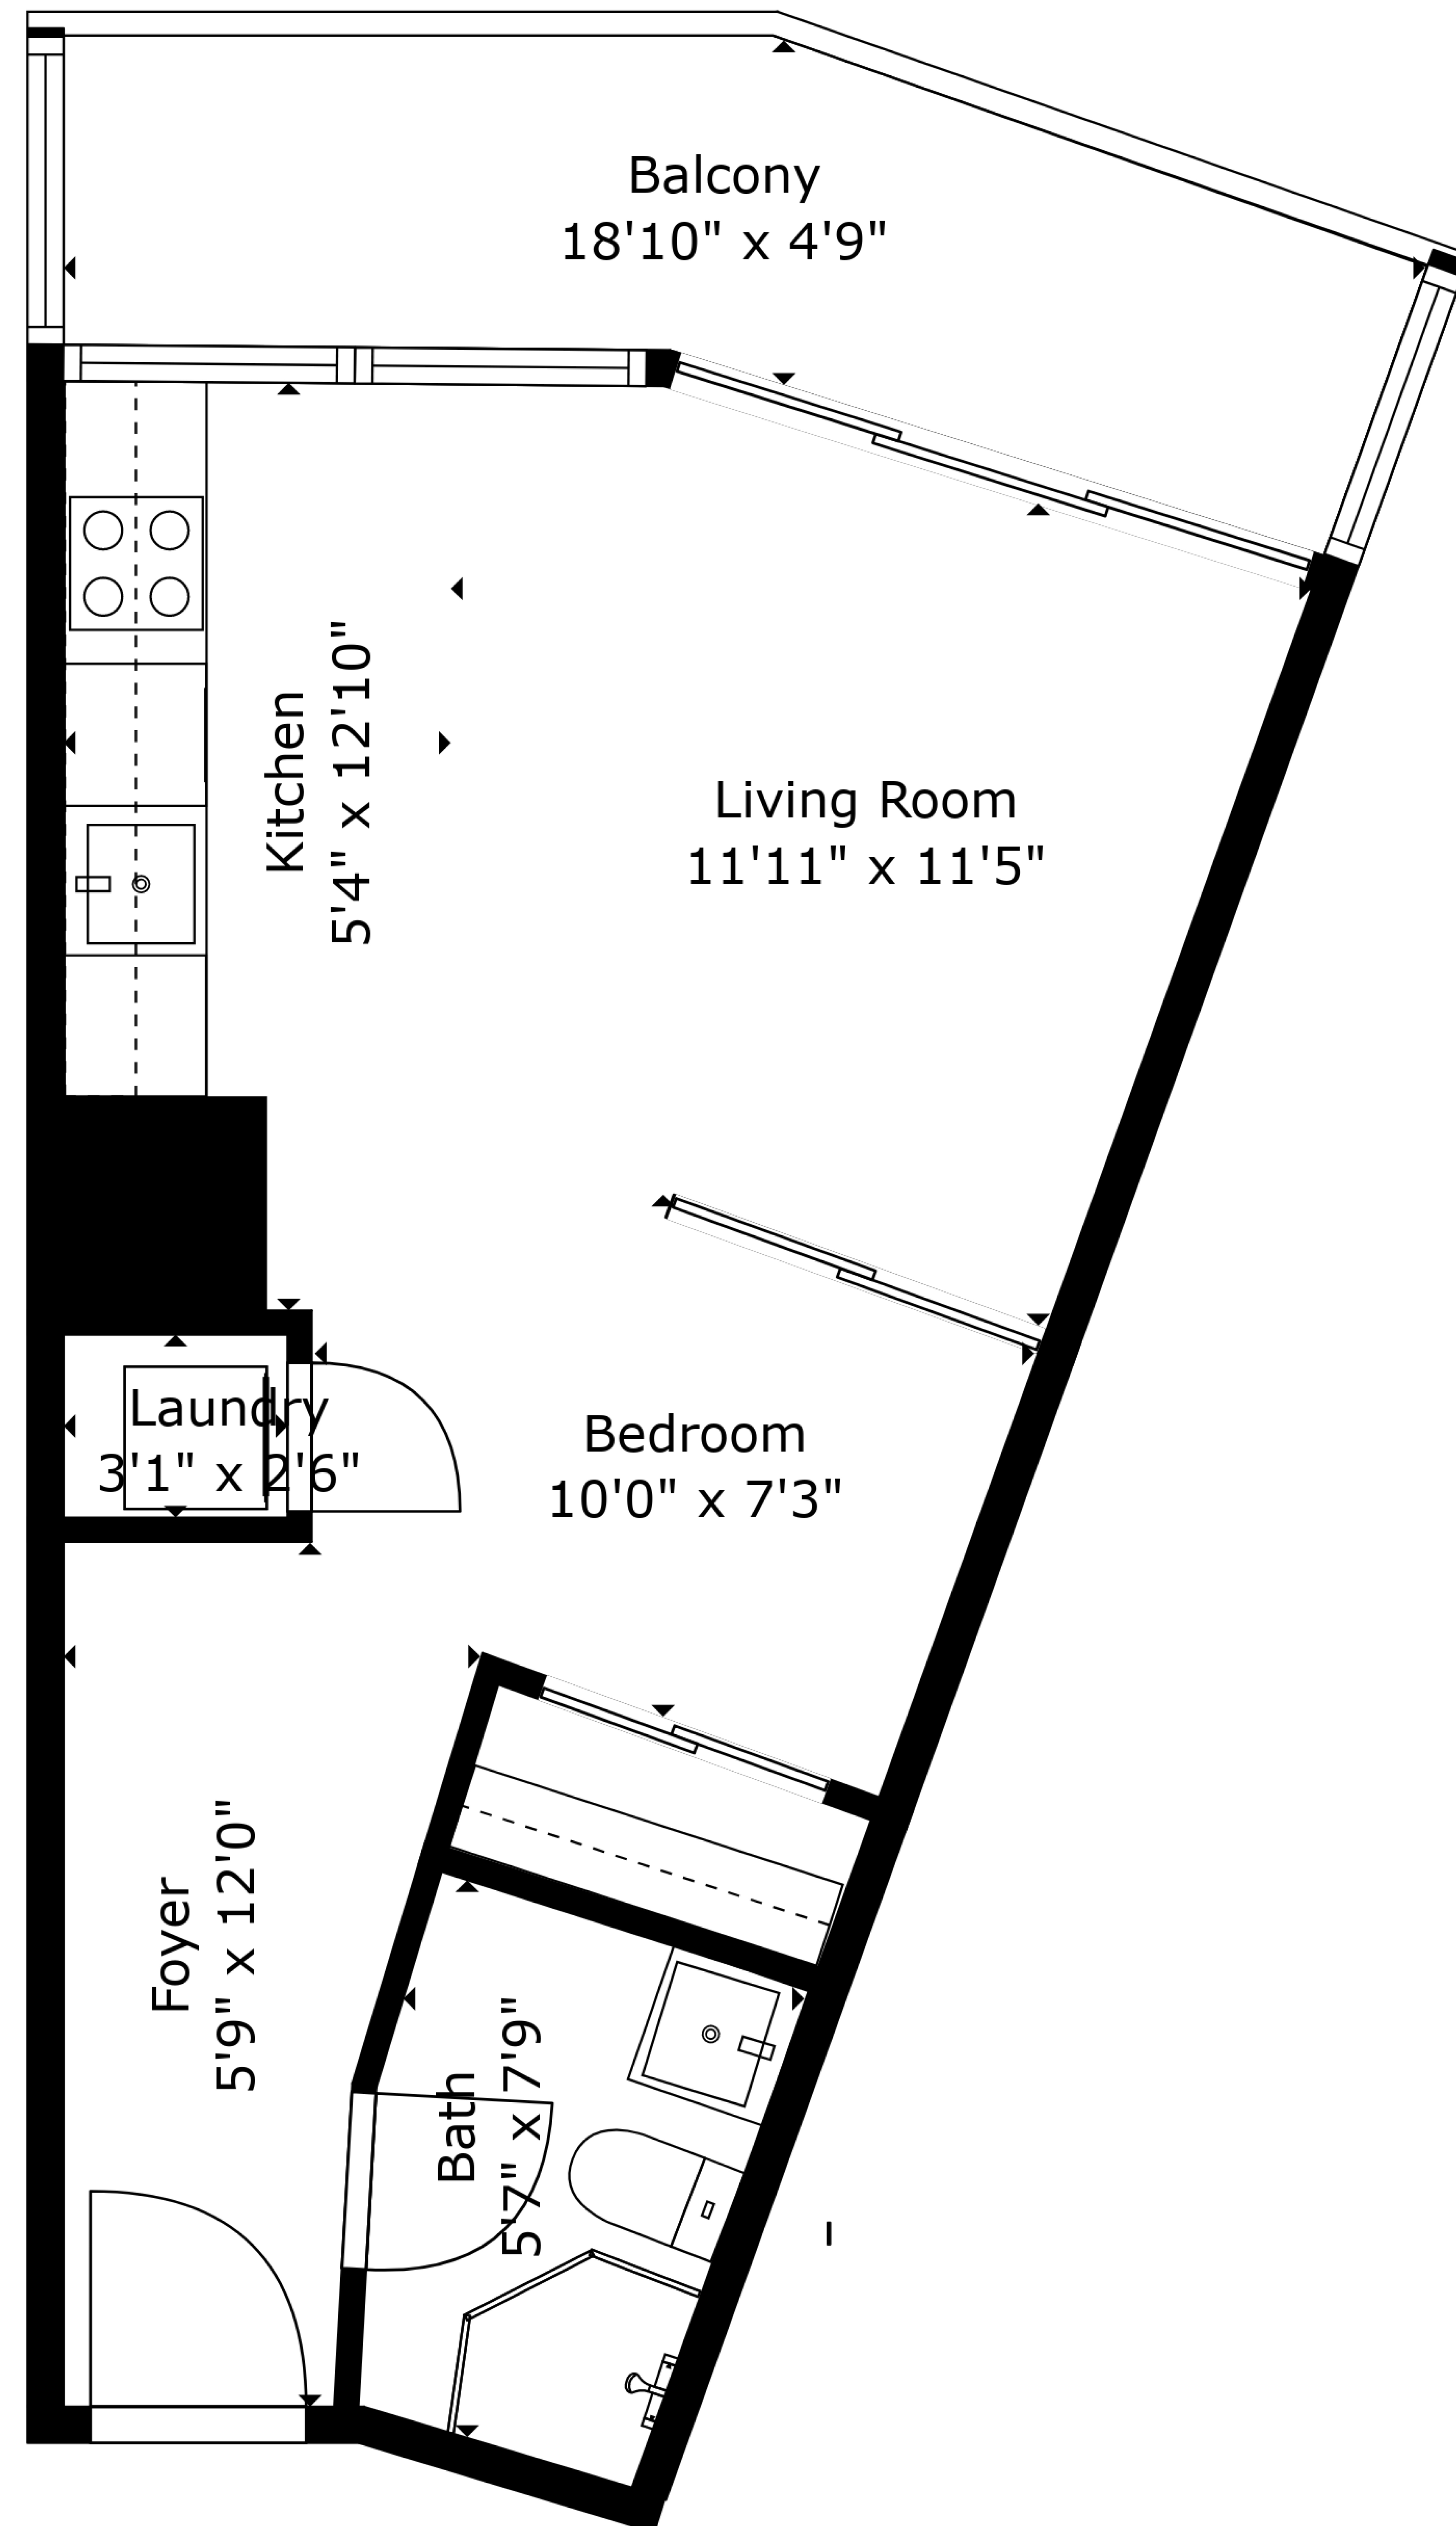 Balcony
18'10" x 4'9"
Kitchen
5'4" x 12'10"
Living Room
11'11" x 11'5"
Laundry
3'1" x 2'6"
Bedroom
10'0" x 7'3"
Foyer
5'9" x 12'0"
Bath
5'7" x 7'9"